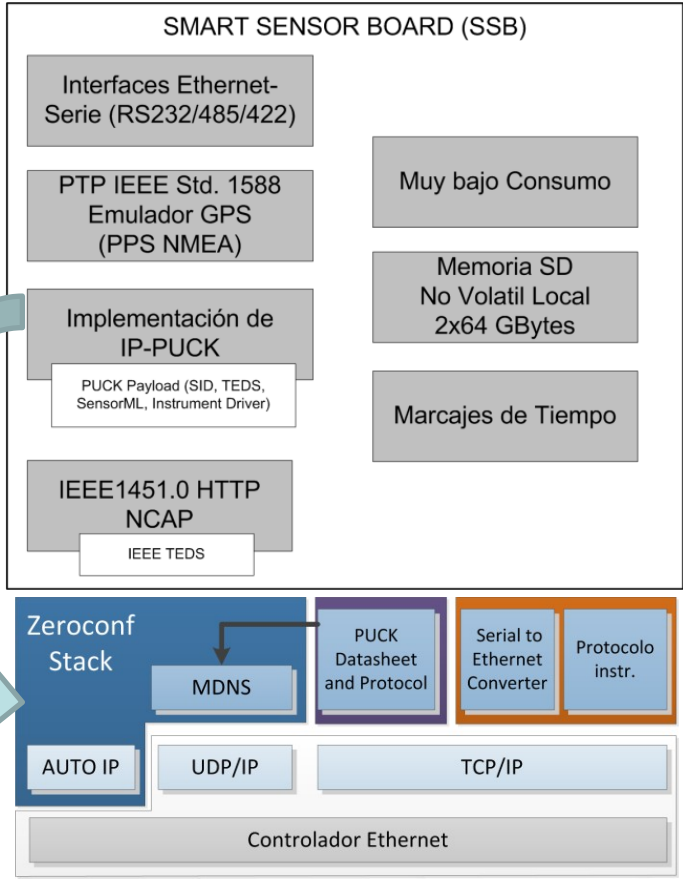 SMART SENSOR BOARD (SSB)
Interfaces Ethernet-
Serie (RS232/485/422)
PTP IEEE Std. 1588
Emulador GPS
(PPS NMEA)
Implementación de
IP-PUCK
PUCK Payload (SID, TEDS,
SensorML, Instrument Driver)
IEEE1451.0 HTTP
NCAP
IEEE TEDS
Muy bajo Consumo
Memoria SD
No Volatil Local
2x64 GBytes
Marcajes de Tiempo
Zeroconf
Stack
MDNS
PUCK
Datasheet
and Protocol
Serial to
Ethernet
Converter
Protocolo
instr.
AUTO IP
UDP/IP
TCP/IP
Controlador Ethernet